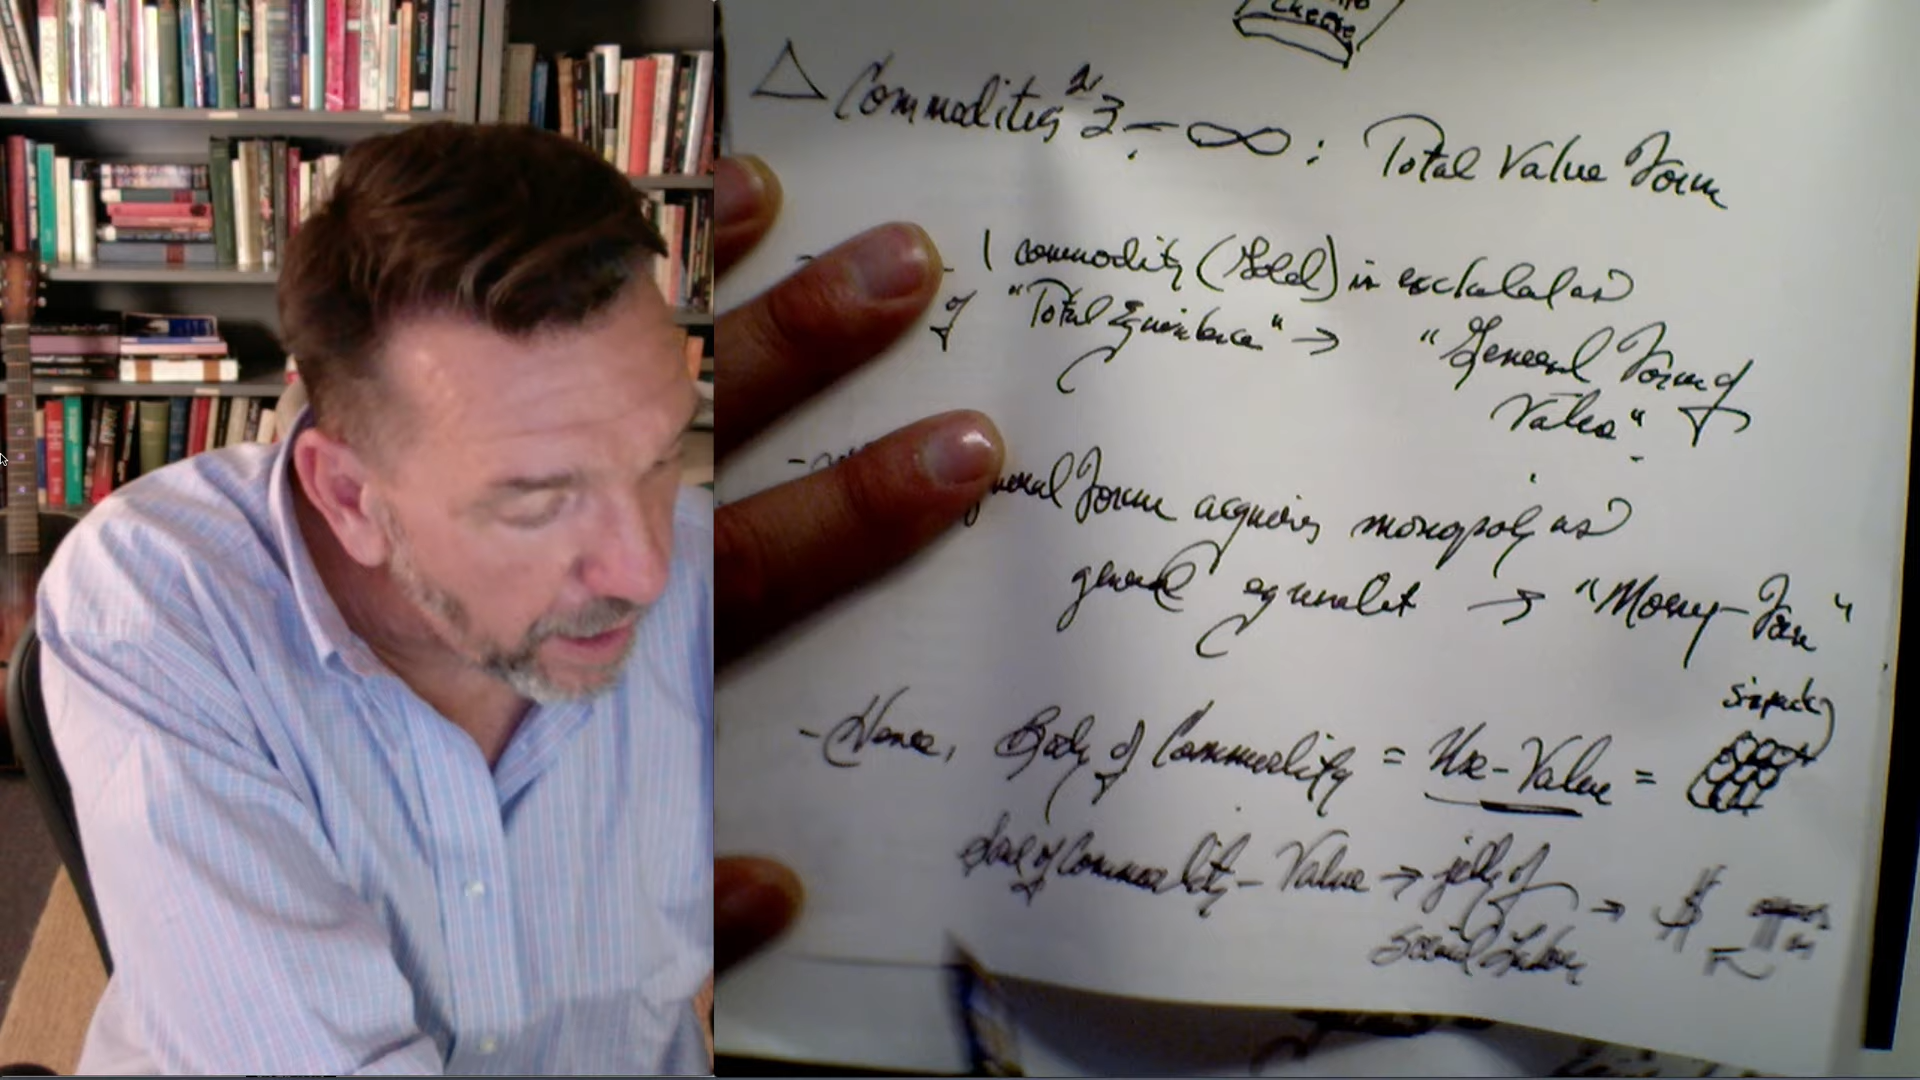 Cheese
△ Commodities 2, 3 – ∞ : Total Value Form
1 commodity (Gold) is excluded as
of "Total Equivalence" → "General Form of
Value"
Form acquires monopoly as
general equivalent → "Money-Form"
sixpack
- Hence, Body of Commodity = Use-Value =
of Commodity - Value → jelly of → $
Social Labor